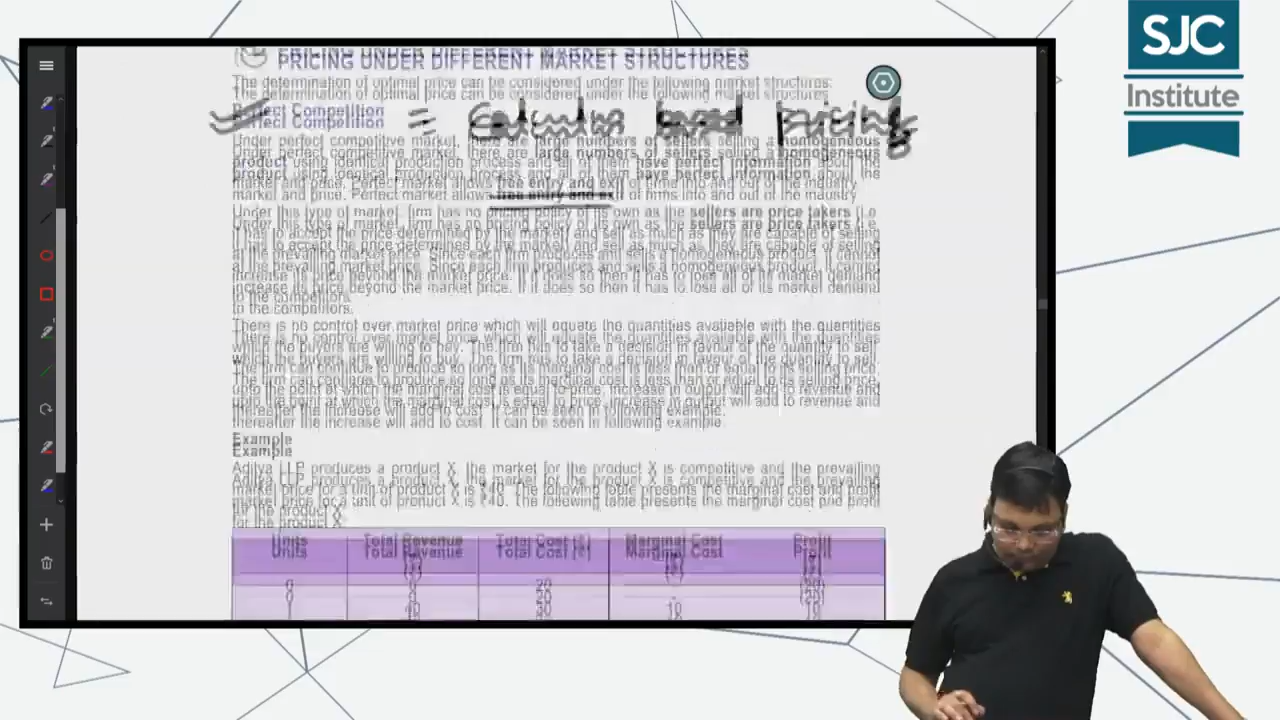 SJC
Institute
PRICING UNDER DIFFERENT MARKET STRUCTURES
The determination of optimal price can be considered under the following market structures:
Perfect Competition = Calculus based pricing
Under perfect competitive market, there are large numbers of sellers selling a homogeneous
product using production process and all of them have perfect information about the
market and price. Perfect market allows free entry and exit of firms into and out of the industry
Under this type of market, firm has no pricing policy of its own as the sellers are price takers i.e.
it has to accept the price determined by the market and sell as much as they are capable of selling
at the prevailing market price. Since each firm produces and sells a homogeneous product, it cannot
increase its price beyond the market price. If it does so then it has to lose all of its market demand
to the competitors.
There is no control over market price which will equate the quantities available with the quantities
which the buyers are willing to buy. The firm has to take a decision in favour of the quantity to sell.
The firm can continue to produce so long as its marginal cost is less than or equal to its selling price,
upto the point at which the marginal cost is equal to price, increase in output will add to revenue and
thereafter the increase will add to cost. It can be seen in following example.
Example
Aditya LLP produces a product X, the market for the product X is competitive and the prevailing
market price for a unit of product X is ₹40. The following table presents the marginal cost and profit
for the product X
Units Total Revenue (₹) Total Cost (₹) Marginal Cost (₹) Profit (₹)
0 0 20 - (20)
1 40 30 10 10